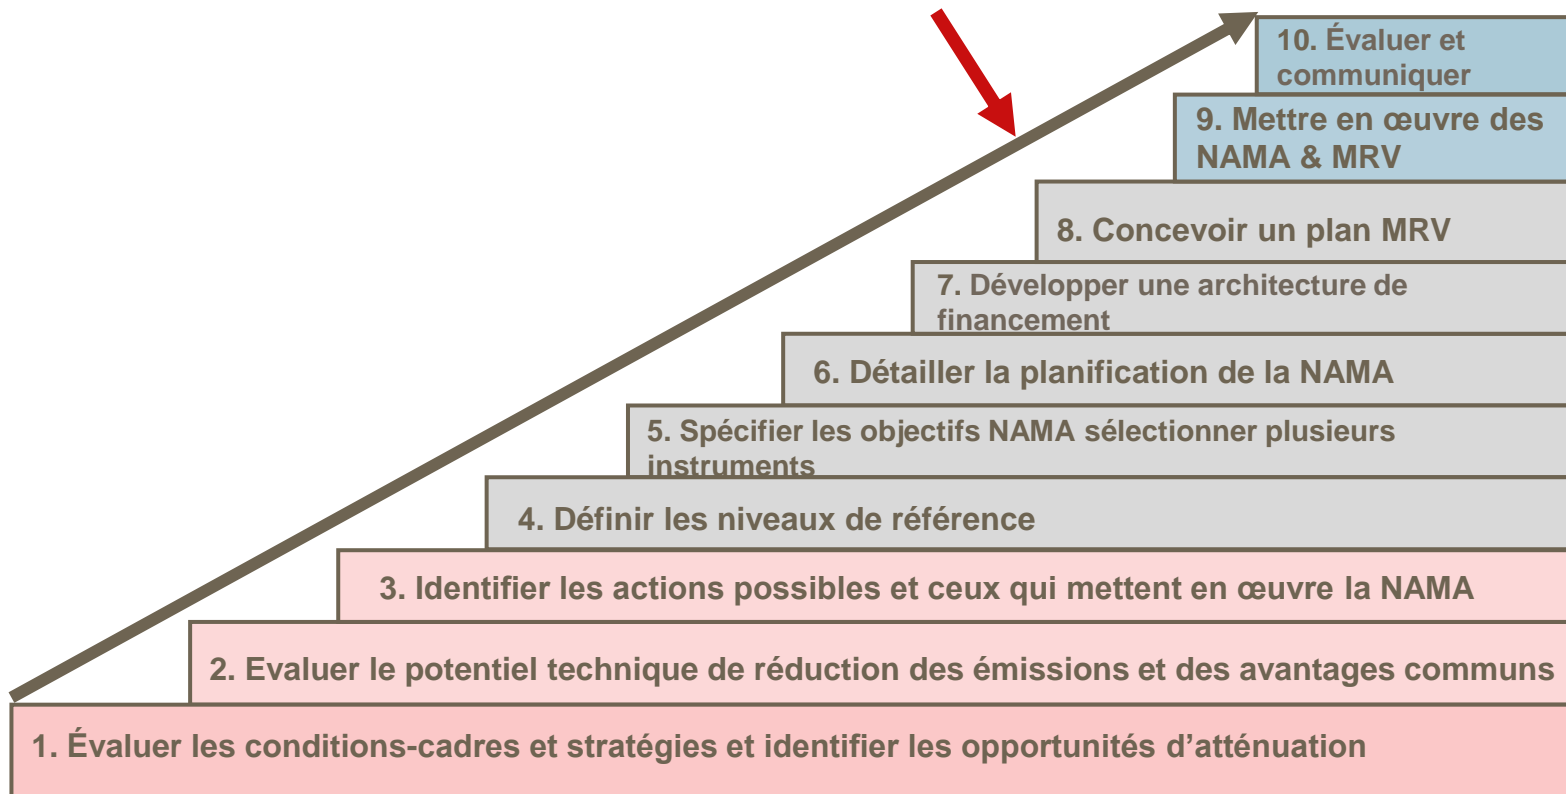 10. Évaluer et
communiquer
9. Mettre en œuvre des
NAMA & MRV
8. Concevoir un plan MRV
7. Développer une architecture de
financement
6. Détailler la planification de la NAMA
5. Spécifier les objectifs NAMA sélectionner plusieurs
instruments
4. Définir les niveaux de référence
3. Identifier les actions possibles et ceux qui mettent en œuvre la NAMA
2. Evaluer le potentiel technique de réduction des émissions et des avantages communs
1. Évaluer les conditions-cadres et stratégies et identifier les opportunités d’atténuation